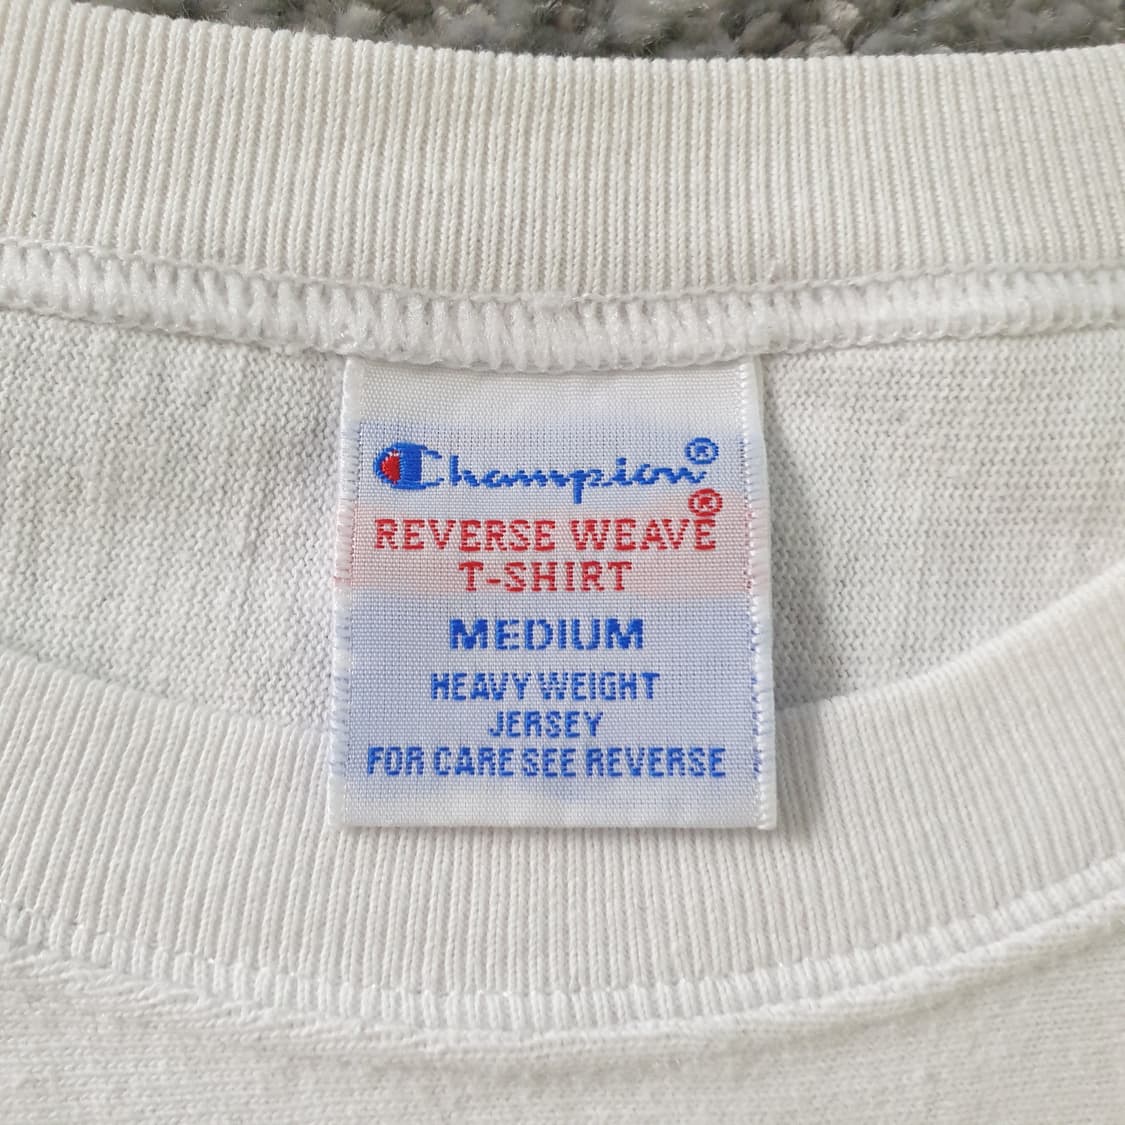 Champion®
®
REVERSE WEAVE
T-SHIRT
MEDIUM
HEAVY WEIGHT
JERSEY
FOR CARE SEE REVERSE